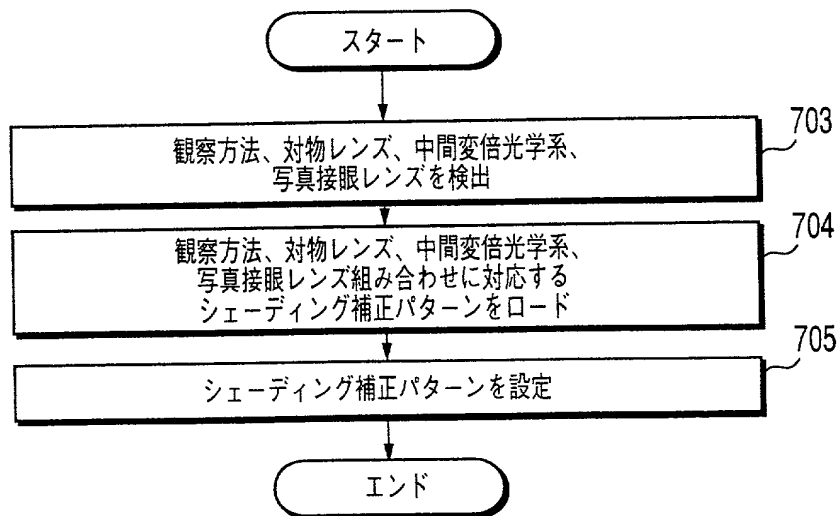 スタート
703
観察方法、対物レンズ、中間変倍光学系、
写真接眼レンズを検出
704
観察方法、対物レンズ、中間変倍光学系、
写真接眼レンズ組み合わせに対応する
シェーディング補正パターンをロード
705
シェーディング補正パターンを設定
エンド